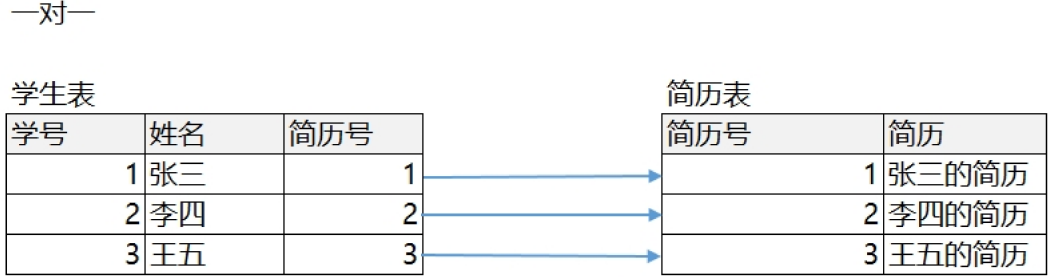 一对一
学生表
学号 姓名 简历号
1 张三 1
2 李四 2
3 王五 3
简历表
简历号 简历
1 张三的简历
2 李四的简历
3 王五的简历